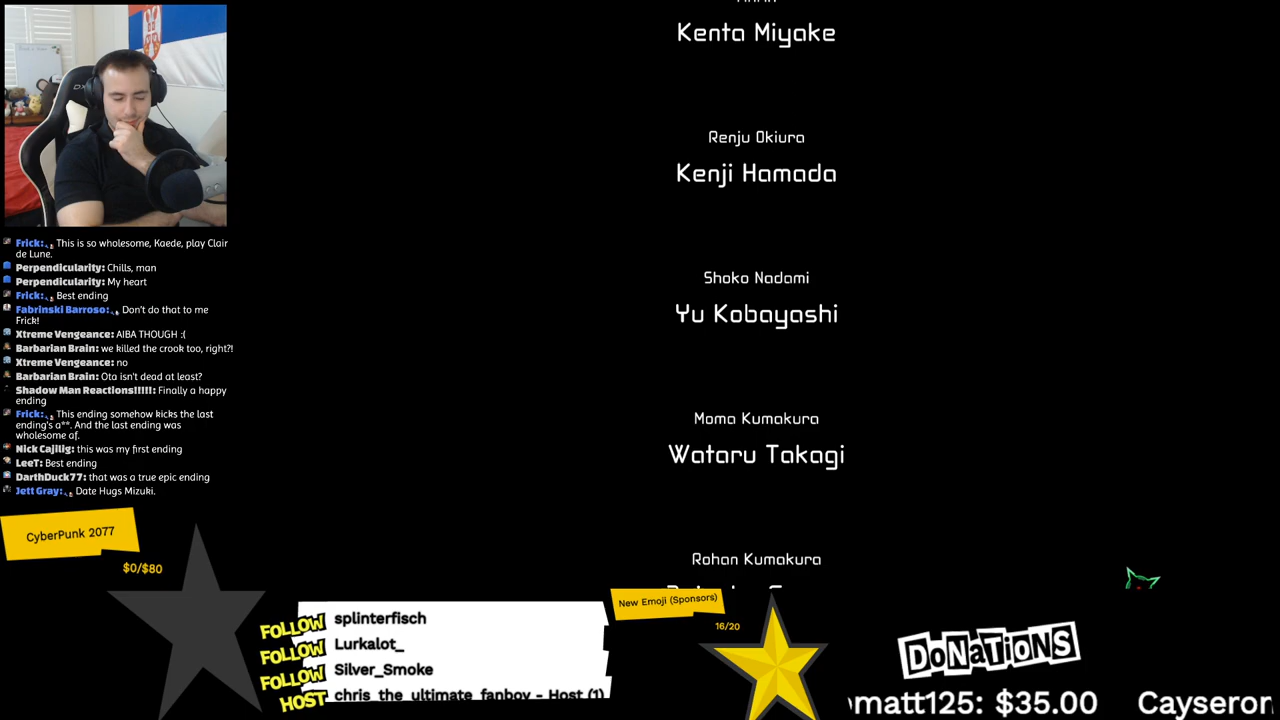 Kenta Miyake
Renju Okiura
Kenji Hamada
Shoko Nadami
Yu Kobayashi
Moma Kumakura
Wataru Takagi
Rohan Kumakura
Frick: This is so wholesome, Kaede, play Clair
de Lune.
Perpendicularity: Chills, man
Perpendicularity: My heart
Frick: Best ending
Fabrinski Barroso: Don't do that to me
Frick!
Xtreme Vengeance: AIBA THOUGH :(
Barbarian Brain: we killed the crook too, right?!
Xtreme Vengeance: no
Barbarian Brain: Ota isn't dead at least?
Shadow Man Reactions!!!!!: Finally a happy
ending
Frick: This ending somehow kicks the last
ending's a**. And the last ending was
wholesome af.
Nick Cajilig: this was my first ending
LeeT: Best ending
DarthDuck77: that was a true epic ending
Jett Gray: Date Hugs Mizuki.
CyberPunk 2077
$0/$80
FOLLOW splinterfisch
FOLLOW Lurkalot_
FOLLOW Silver_Smoke
HOST chris_the_ultimate_fanboy - Host (1)
New Emoji (Sponsors)
16/20
DoNaTioNS
matt125: $35.00 Cayseron